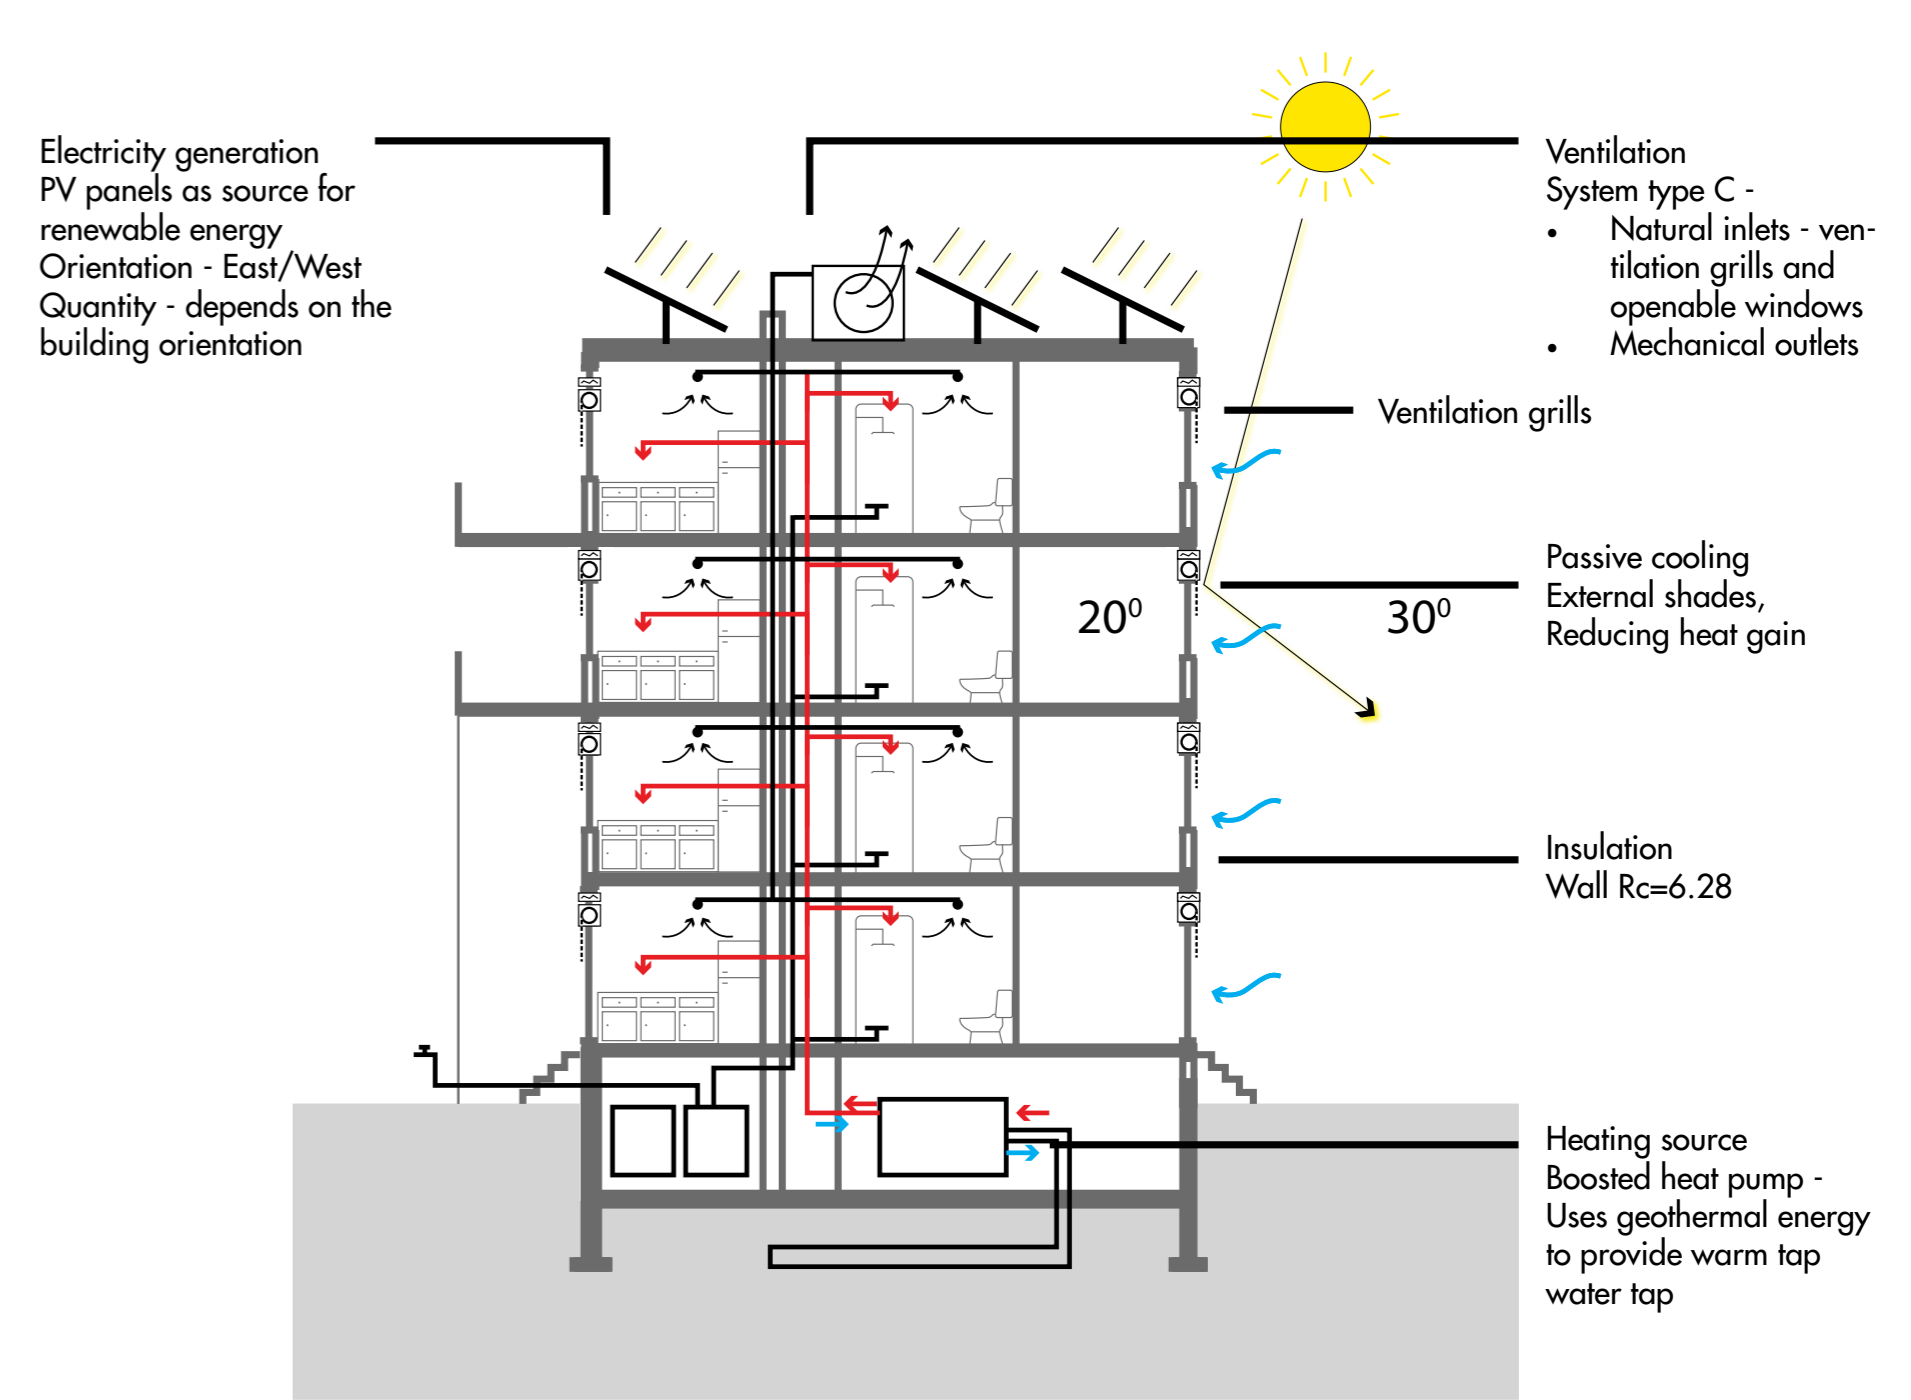 Electricity generation
PV panels as source for
renewable energy
Orientation - East/West
Quantity - depends on the
building orientation
Ventilation
System type C -
• Natural inlets - ven-
tilation grills and
openable windows
• Mechanical outlets
Ventilation grills
Passive cooling
External shades,
Reducing heat gain
20⁰
30⁰
Insulation
Wall Rc=6.28
Heating source
Boosted heat pump -
Uses geothermal energy
to provide warm tap
water tap